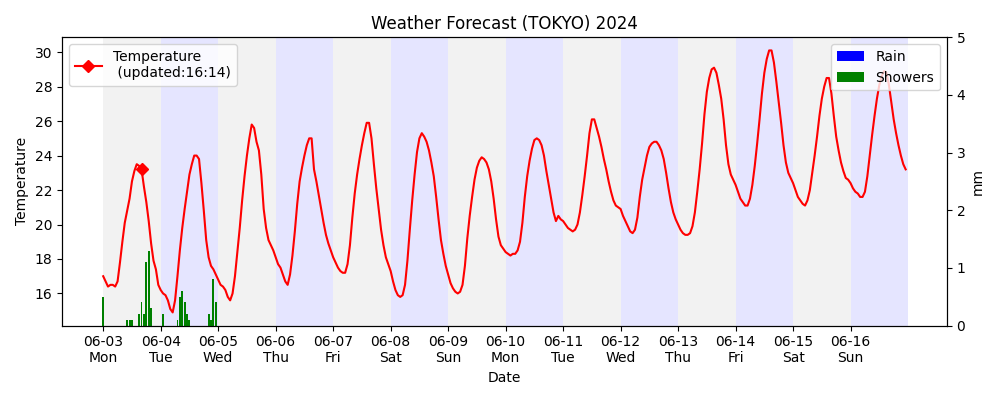 Weather Forecast (TOKYO) 2024
Temperature
(updated:16:14)
Rain
Showers
30
28
26
24
22
20
18
16
Temperature
5
4
3
2
1
0
mm
06-03 06-04 06-05 06-06 06-07 06-08 06-09 06-10 06-11 06-12 06-13 06-14 06-15 06-16
Mon Tue Wed Thu Fri Sat Sun Mon Tue Wed Thu Fri Sat Sun
Date